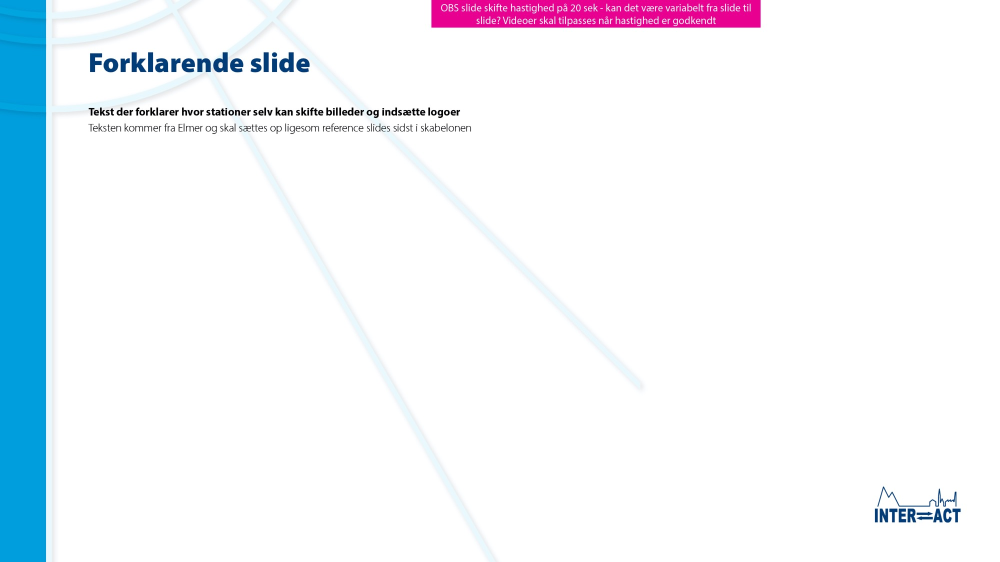 OBS slide skifte hastighed på 20 sek - kan det være variabelt fra slide til
slide? Videoer skal tilpasses når hastighed er godkendt
Forklarende slide
Tekst der forklarer hvor stationer selv kan skifte billeder og indsætte logoer
Teksten kommer fra Elmer og skal sættes op ligesom reference slides sidst i skabelonen
INTER⇌ACT